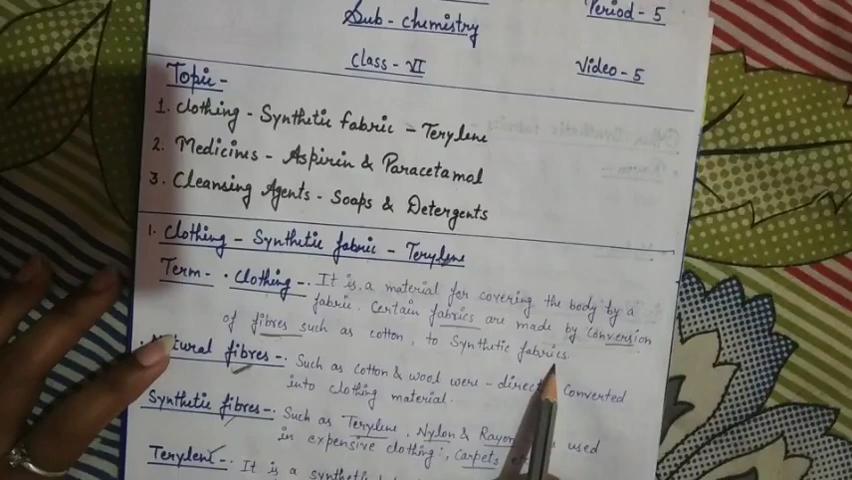 Period - 5
Sub - Chemistry
Class - VI
Video - 5
Topic -
1. Clothing - Synthetic fabric - Terylene
2. Medicines - Aspirin & Paracetamol
3. Cleansing Agents - Soaps & Detergents
1. Clothing - Synthetic fabric - Terylene
Term - • Clothing - • It is a material for covering the body by a
fabric. Certain fabrics are made by conversion
of fibres such as cotton, to Synthetic fabrics.
Natural fibres - • Such as cotton & wool were - directly converted
into clothing material.
Synthetic fibres - • Such as Terylene, Nylon & Rayon used
in expensive clothing, Carpets
Terylene - • It is a synthetic